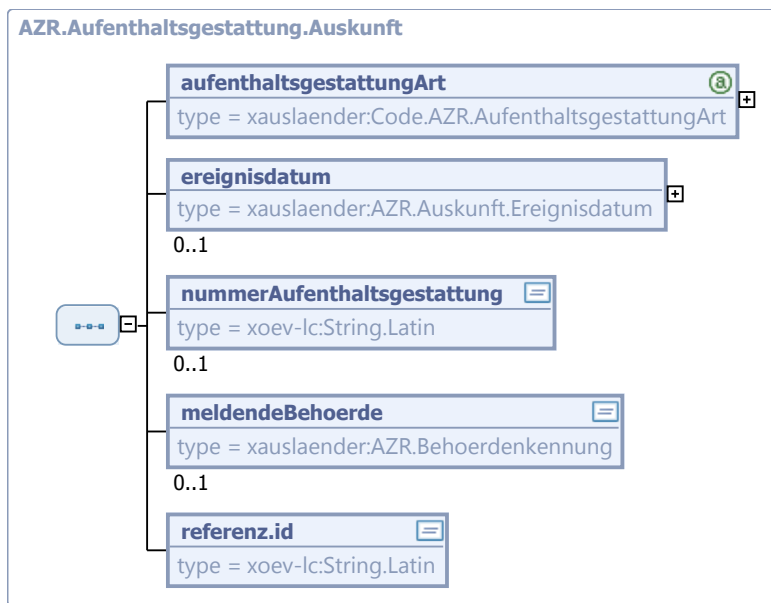 AZR.Aufenthaltsgestattung.Auskunft
aufenthaltsgestattungArt
type = xauslaender:Code.AZR.AufenthaltsgestattungArt
ereignisdatum
type = xauslaender:AZR.Auskunft.Ereignisdatum
0..1
nummerAufenthaltsgestattung
type = xoev-lc:String.Latin
0..1
meldendeBehoerde
type = xauslaender:AZR.Behoerdenkennung
0..1
referenz.id
type = xoev-lc:String.Latin